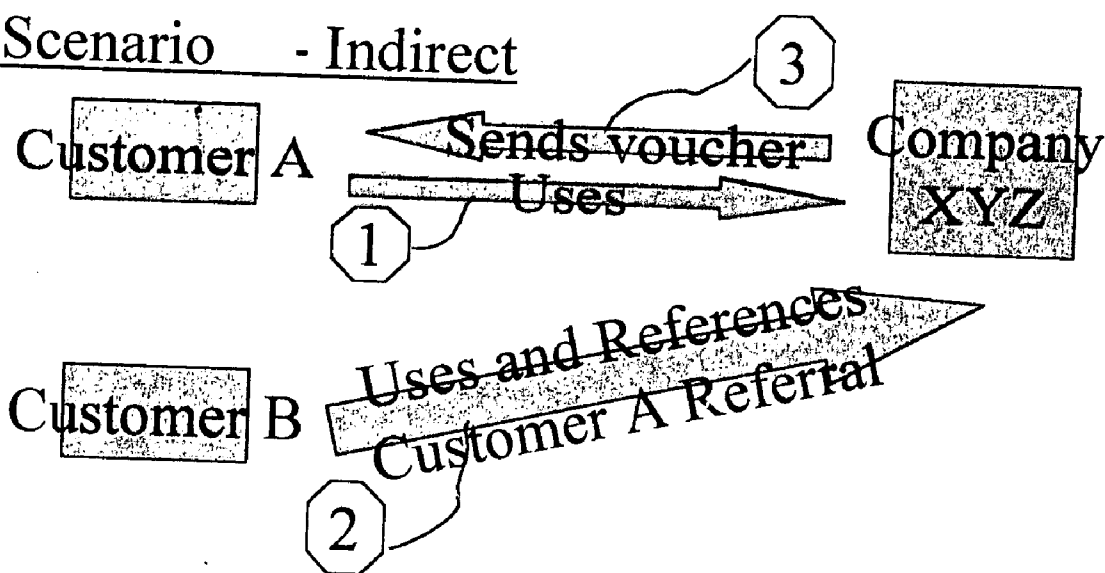 Scenario - Indirect
3
Customer A
Sends voucher
Uses
Company
XYZ
1
Uses and References
Customer A Referral
Customer B
2